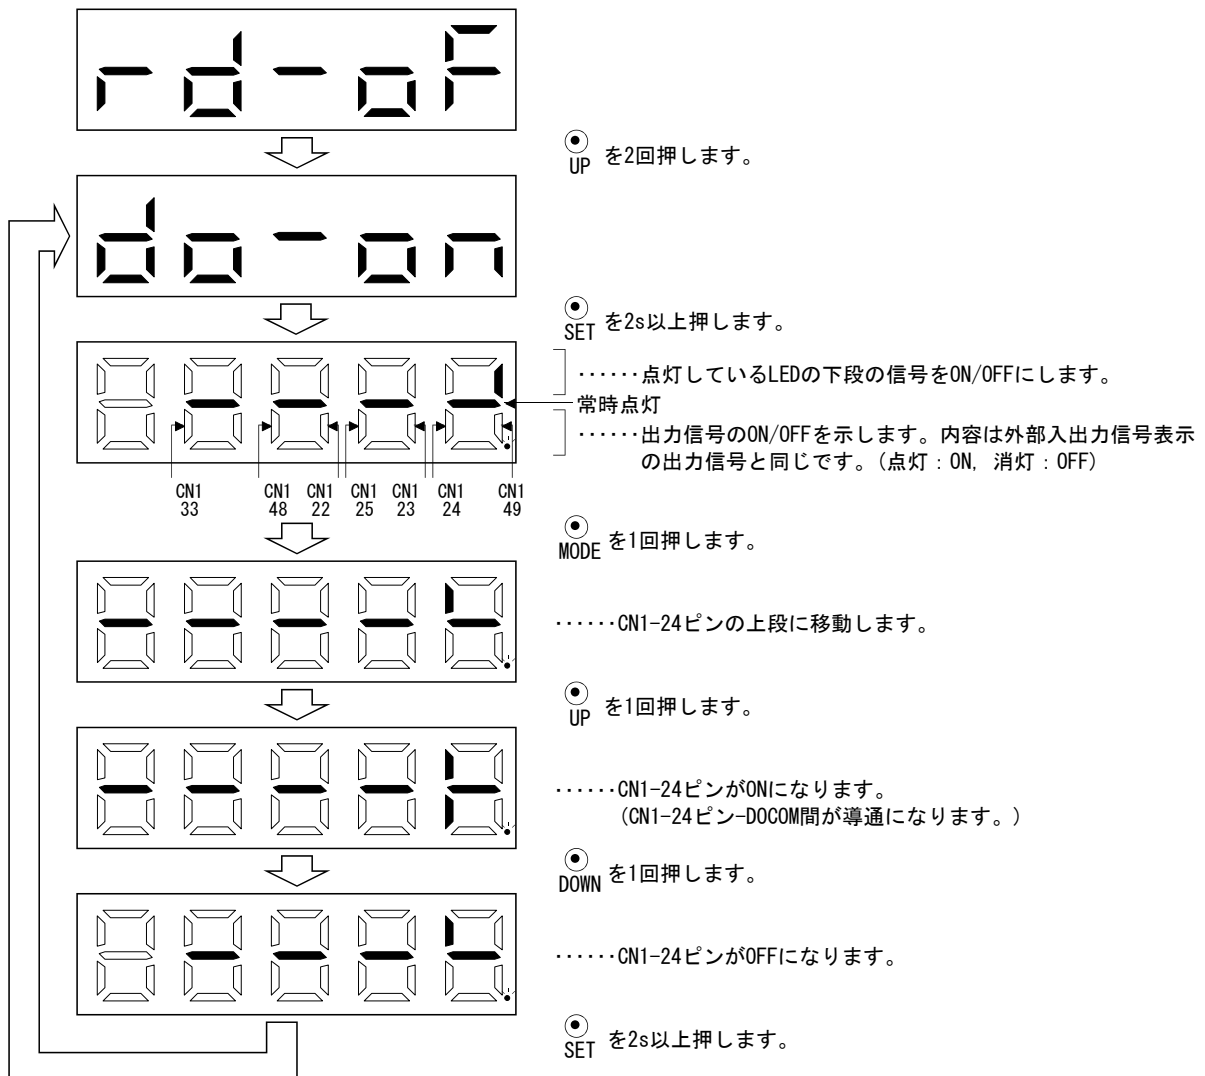 rd-oF
UP を2回押します。
do-on
SET を2s以上押します。
······点灯しているLEDの下段の信号をON/OFFにします。
常時点灯
······出力信号のON/OFFを示します。内容は外部入出力信号表示
の出力信号と同じです。(点灯：ON, 消灯：OFF)
CN1 CN1 CN1 CN1 CN1 CN1 CN1
33 48 22 25 23 24 49
MODE を1回押します。
······CN1-24ピンの上段に移動します。
UP を1回押します。
······CN1-24ピンがONになります。
(CN1-24ピン-DOCOM間が導通になります。)
DOWN を1回押します。
······CN1-24ピンがOFFになります。
SET を2s以上押します。